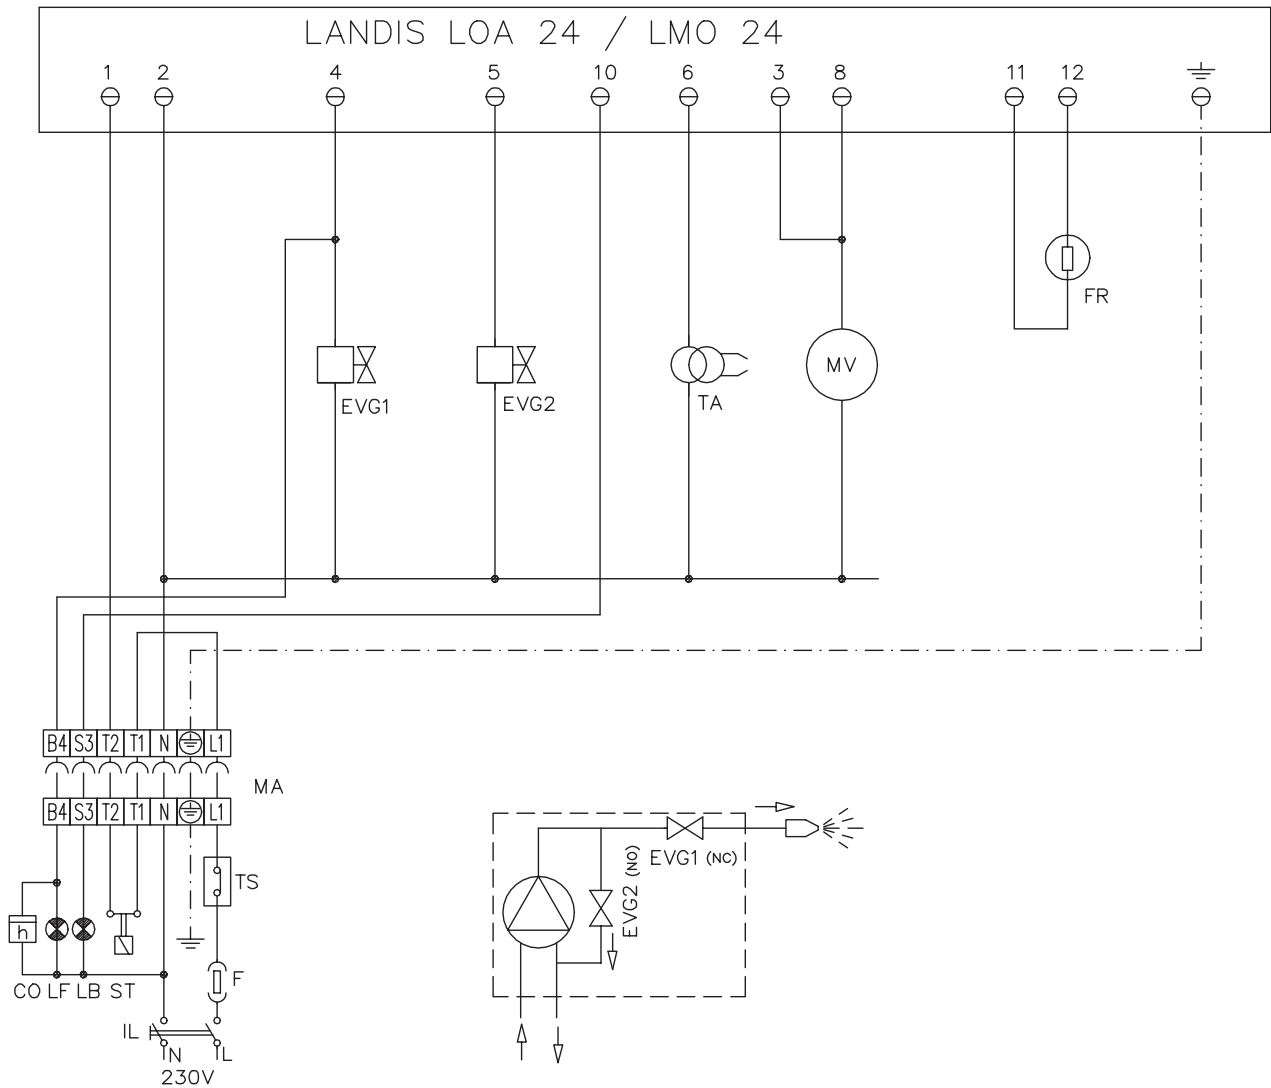 LANDIS LOA 24 / LMO 24
1 2 4 5 10 6 3 8 11 12
FR
MV
EVG1 EVG2 TA
B4 S3 T2 T1 N L1
MA
B4 S3 T2 T1 N L1
TS
h
F
CO LF LB ST
IL
N L
230V
EVG1 (NC)
EVG2 (NO)